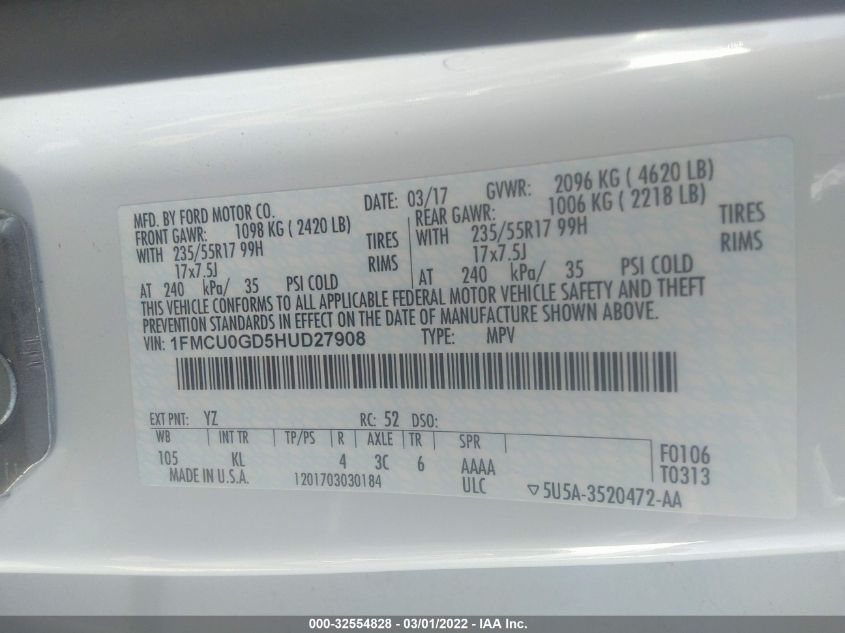 MFD. BY FORD MOTOR CO. DATE: 03/17 GVWR: 2096 KG ( 4620 LB)
FRONT GAWR: 1098 KG ( 2420 LB) REAR GAWR: 1006 KG ( 2218 LB)
WITH 235/55R17 99H TIRES WITH 235/55R17 99H TIRES
17x7.5J RIMS 17x7.5J RIMS
AT 240 kPa/ 35 PSI COLD AT 240 kPa/ 35 PSI COLD
THIS VEHICLE CONFORMS TO ALL APPLICABLE FEDERAL MOTOR VEHICLE SAFETY AND THEFT
PREVENTION STANDARDS IN EFFECT ON THE DATE OF MANUFACTURE SHOWN ABOVE.
VIN: 1FMCU0GD5HUD27908 TYPE: MPV
EXT PNT: YZ RC: 52 DSO:
WB INT TR TP/PS R AXLE TR SPR F0106
105 KL 4 3C 6 AAAA T0313
MADE IN U.S.A. 1201703030184 ULC ▽5U5A-3520472-AA
000-32554828 - 03/01/2022 - Copyright © IAA, Inc.